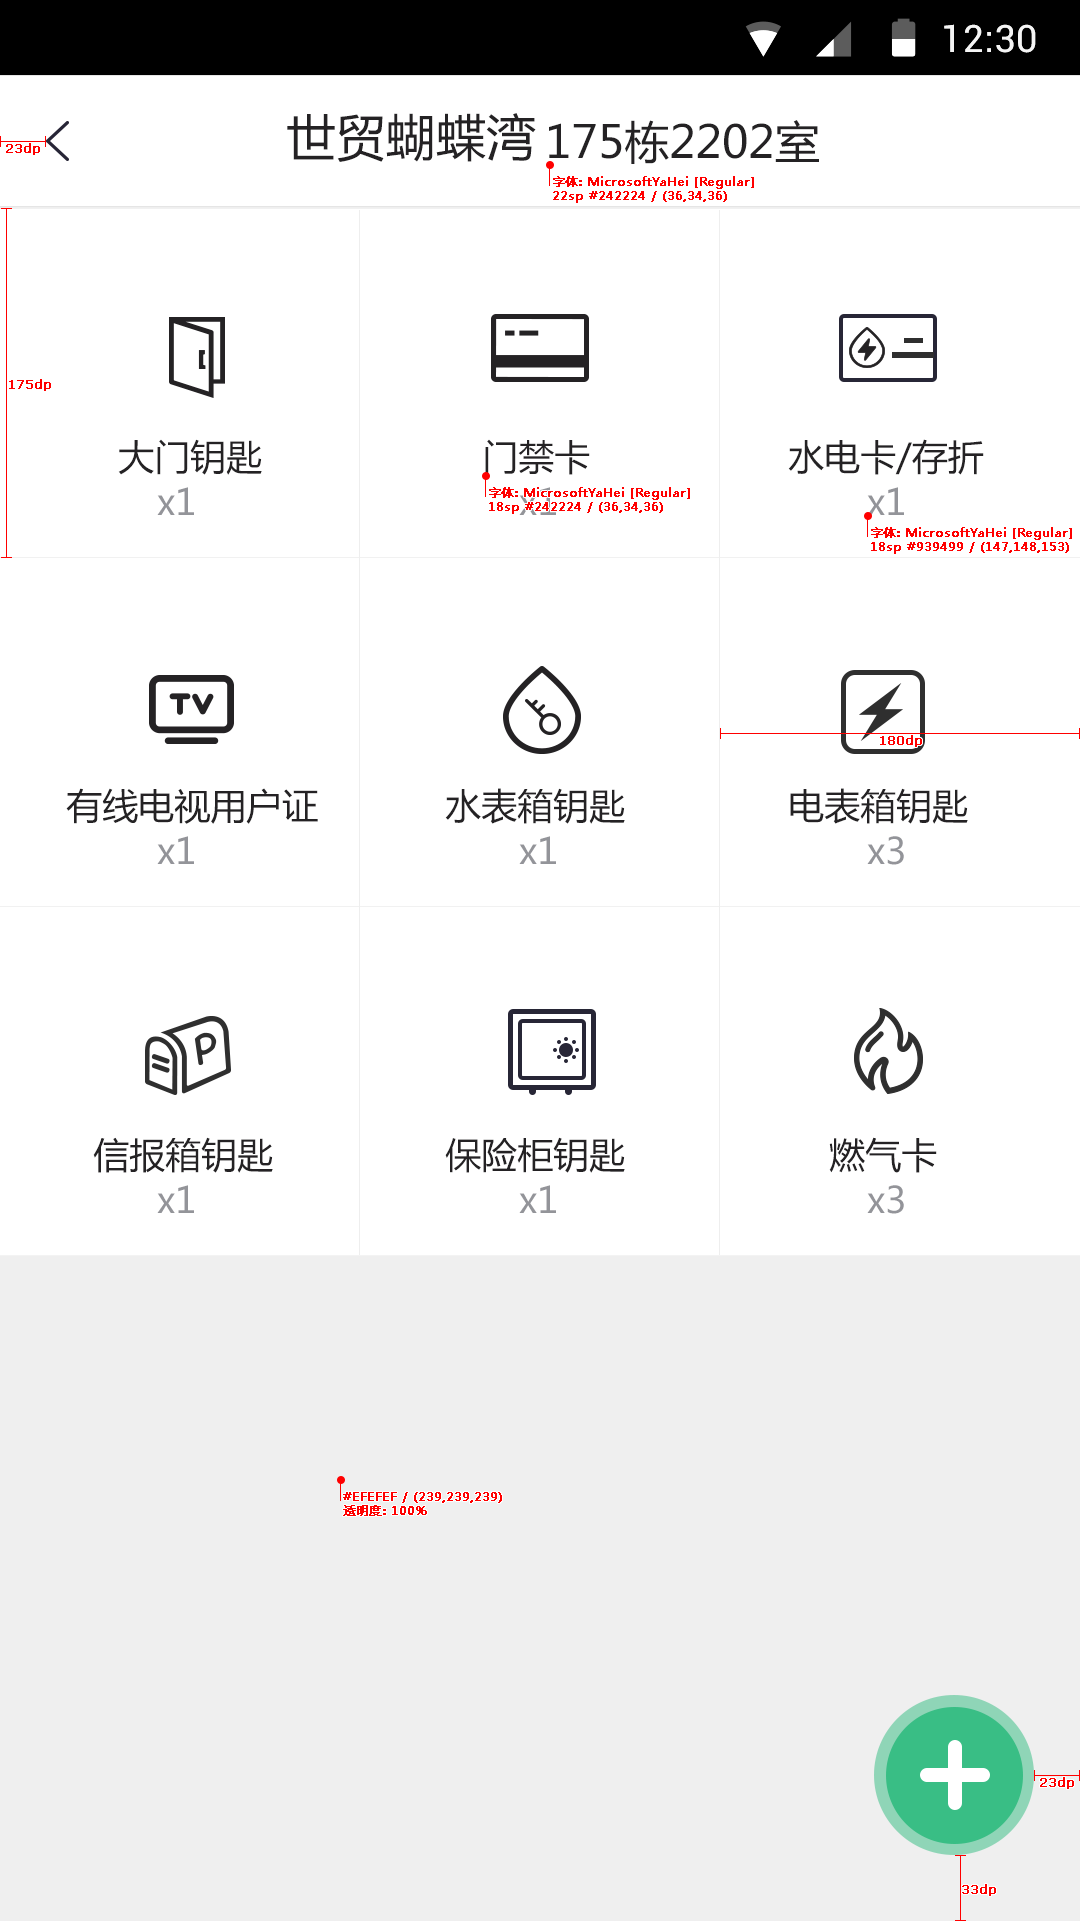 12:30
世贸蝴蝶湾 175栋2202室
23dp
字体: MicrosoftYaHei [Regular]
22sp #242224 / (36,34,36)
175dp
大门钥匙
x1
门禁卡
x1
字体: MicrosoftYaHei [Regular]
18sp #242224 / (36,34,36)
水电卡/存折
x1
字体: MicrosoftYaHei [Regular]
18sp #939499 / (147,148,153)
TV
有线电视用户证
x1
水表箱钥匙
x1
180dp
电表箱钥匙
x3
P
信报箱钥匙
x1
保险柜钥匙
x1
燃气卡
x3
#EFEFEF / (239,239,239)
透明度: 100%
23dp
33dp